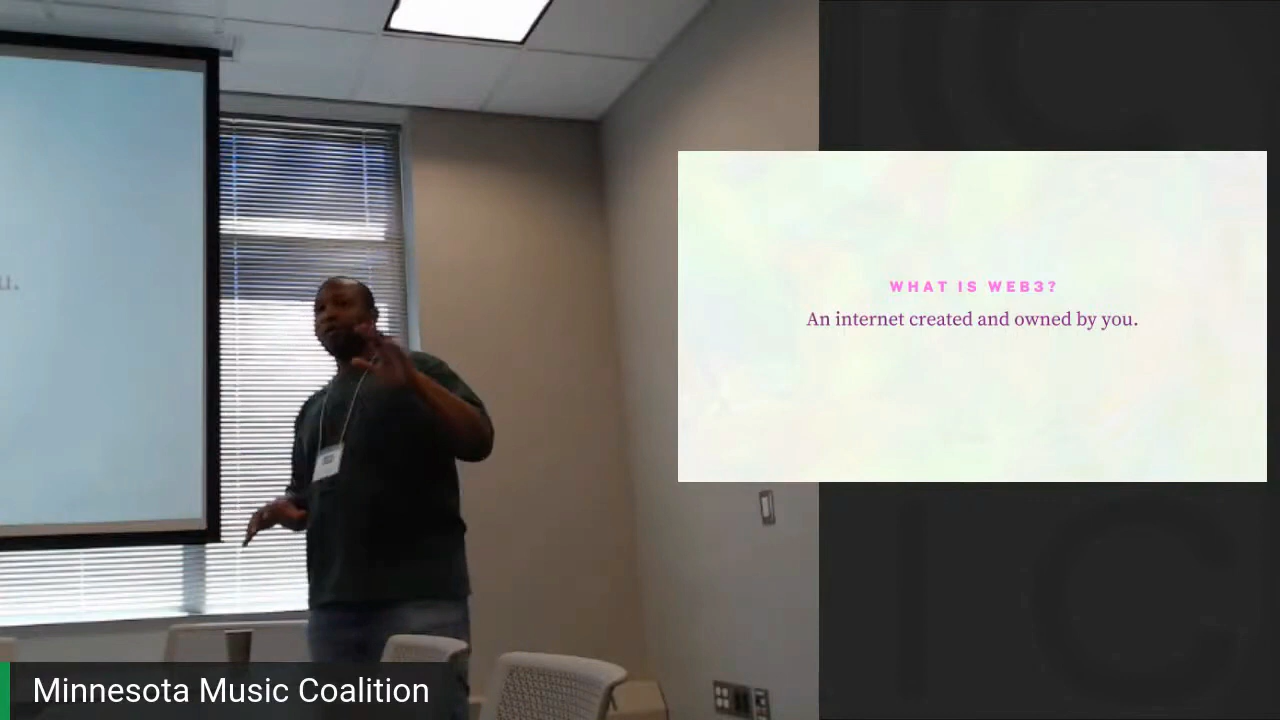 u.
WHAT IS WEB3?
An internet created and owned by you.
Minnesota Music Coalition